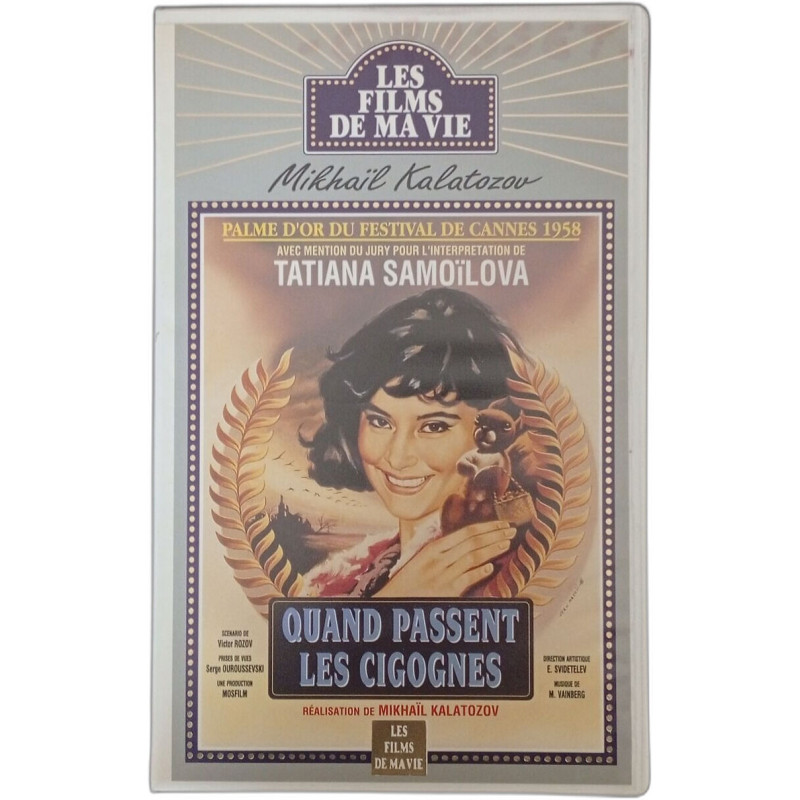 LES
FILMS
DE MA VIE
Mikhaïl Kalatozov
PALME D'OR DU FESTIVAL DE CANNES 1958
AVEC MENTION DU JURY POUR L'INTERPRETATION DE
TATIANA SAMOïLOVA
QUAND PASSENT
LES CIGOGNES
SCENARIO DE
Victor ROZOV
PRISES DE VUES
Serge OUROUSSEVSKI
UNE PRODUCTION
MOSFILM
DIRECTION ARTISTIQUE
E. SVIDETELEV
MUSIQUE DE
M. VAINBERG
RÉALISATION DE MIKHAÏL KALATOZOV
LES
FILMS
DE MA VIE